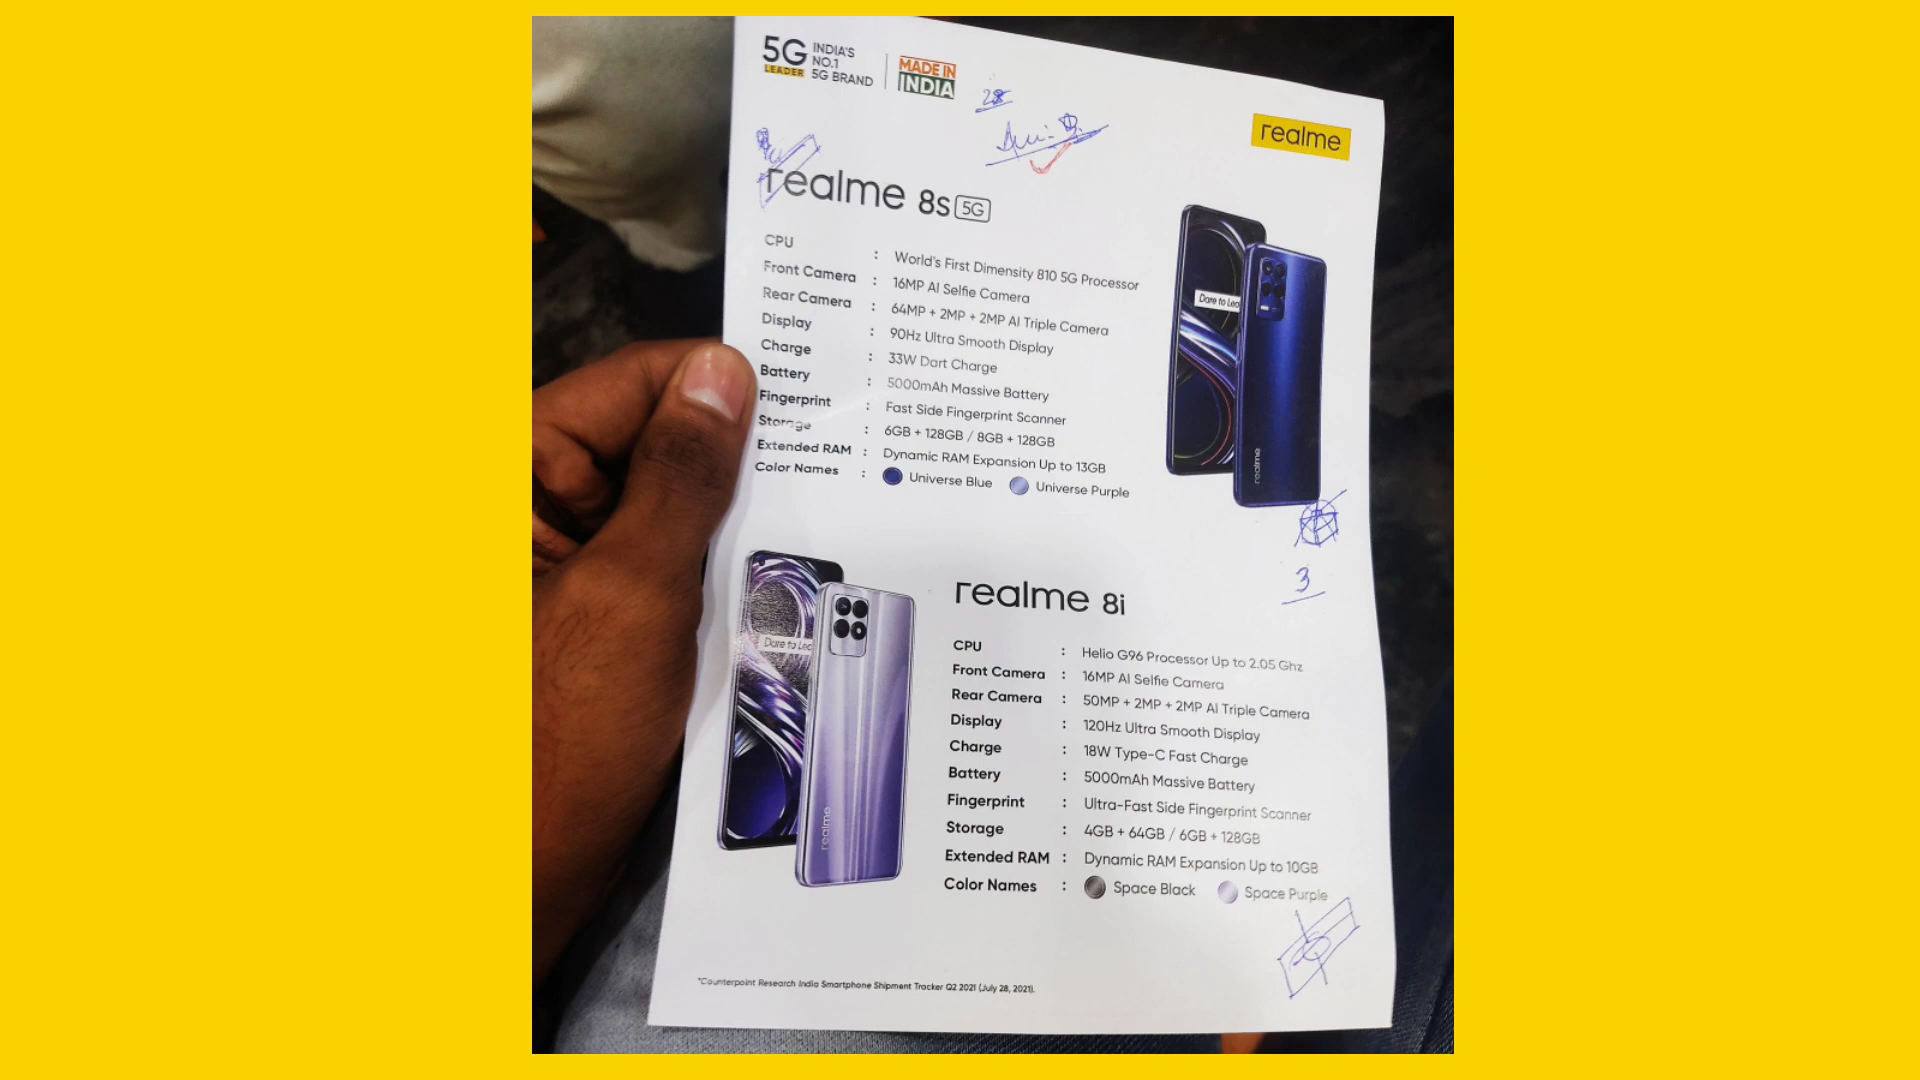 5G INDIA'S
LEADER NO.1
5G BRAND
MADE IN
INDIA
28
realme
realme 8s 5G
CPU : World's First Dimensity 810 5G Processor
Front Camera : 16MP AI Selfie Camera
Rear Camera : 64MP + 2MP + 2MP AI Triple Camera
Display : 90Hz Ultra Smooth Display
Charge : 33W Dart Charge
Battery : 5000mAh Massive Battery
Fingerprint : Fast Side Fingerprint Scanner
Storage : 6GB + 128GB / 8GB + 128GB
Extended RAM : Dynamic RAM Expansion Up to 13GB
Color Names : Universe Blue Universe Purple
Dare to Lea
realme
3
realme 8i
CPU : Helio G96 Processor Up to 2.05 Ghz
Front Camera : 16MP AI Selfie Camera
Rear Camera : 50MP + 2MP + 2MP AI Triple Camera
Display : 120Hz Ultra Smooth Display
Charge : 18W Type-C Fast Charge
Battery : 5000mAh Massive Battery
Fingerprint : Ultra-Fast Side Fingerprint Scanner
Storage : 4GB + 64GB / 6GB + 128GB
Extended RAM : Dynamic RAM Expansion Up to 10GB
Color Names : Space Black Space Purple
Dare to Lea
realme
*Counterpoint Research India Smartphone Shipment Tracker Q2 2021 (July 28, 2021).